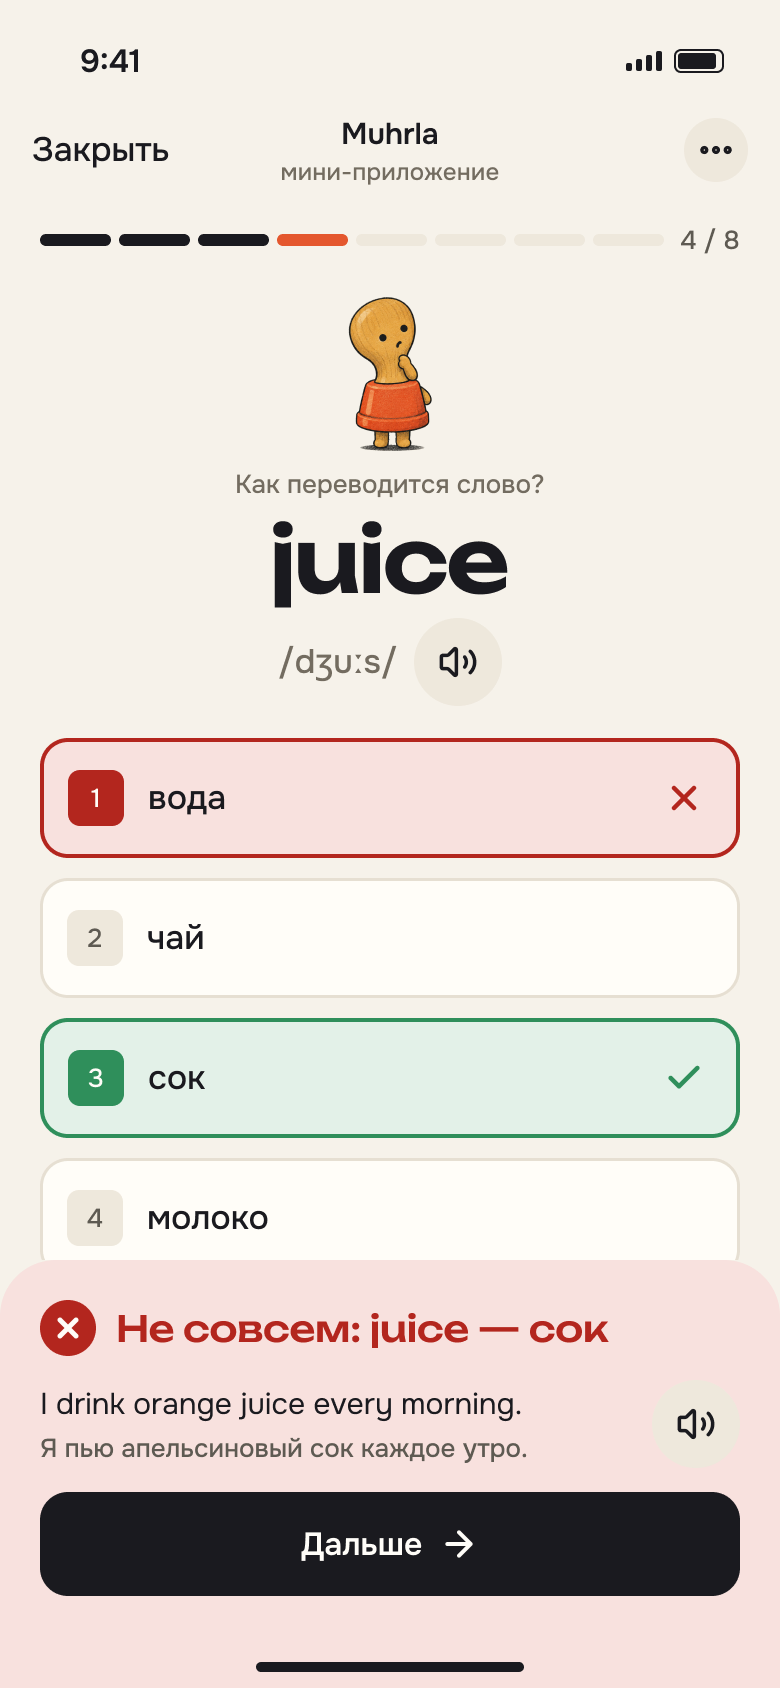 9:41
Закрыть
Muhrla
мини-приложение
4 / 8
Как переводится слово?
juice
/dʒuːs/
1 вода
2 чай
3 сок
4 молоко
Не совсем: juice — сок
I drink orange juice every morning.
Я пью апельсиновый сок каждое утро.
Дальше →